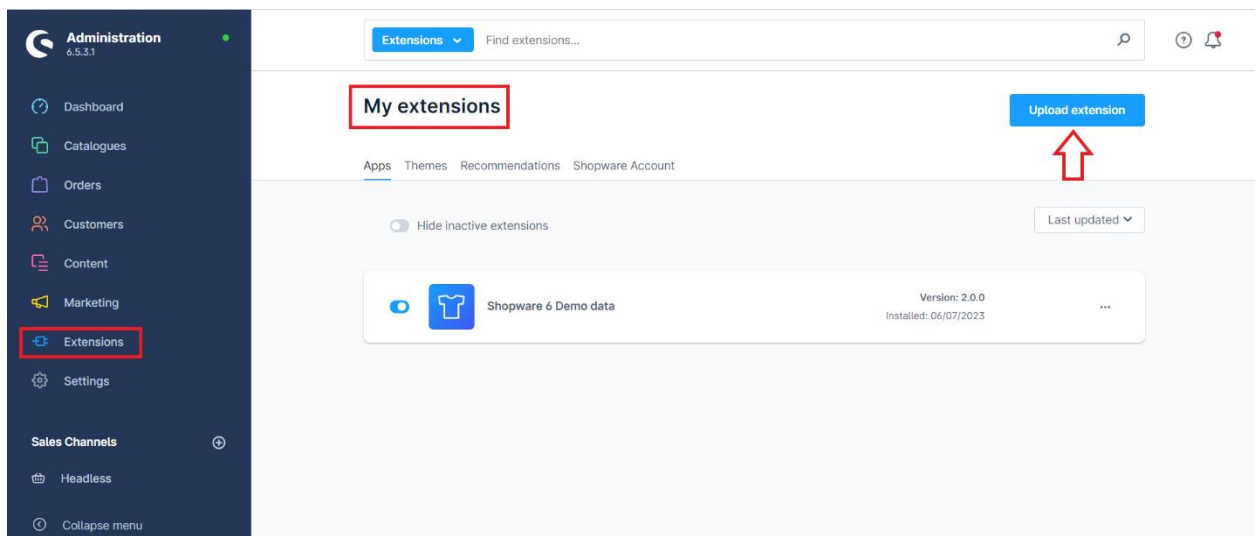 Administration
6.5.3.1
Dashboard
Catalogues
Orders
Customers
Content
Marketing
Extensions
Settings
Sales Channels
Headless
Collapse menu
Extensions Find extensions...
My extensions
Upload extension
Apps Themes Recommendations Shopware Account
Hide inactive extensions
Last updated
Shopware 6 Demo data
Version: 2.0.0
Installed: 06/07/2023